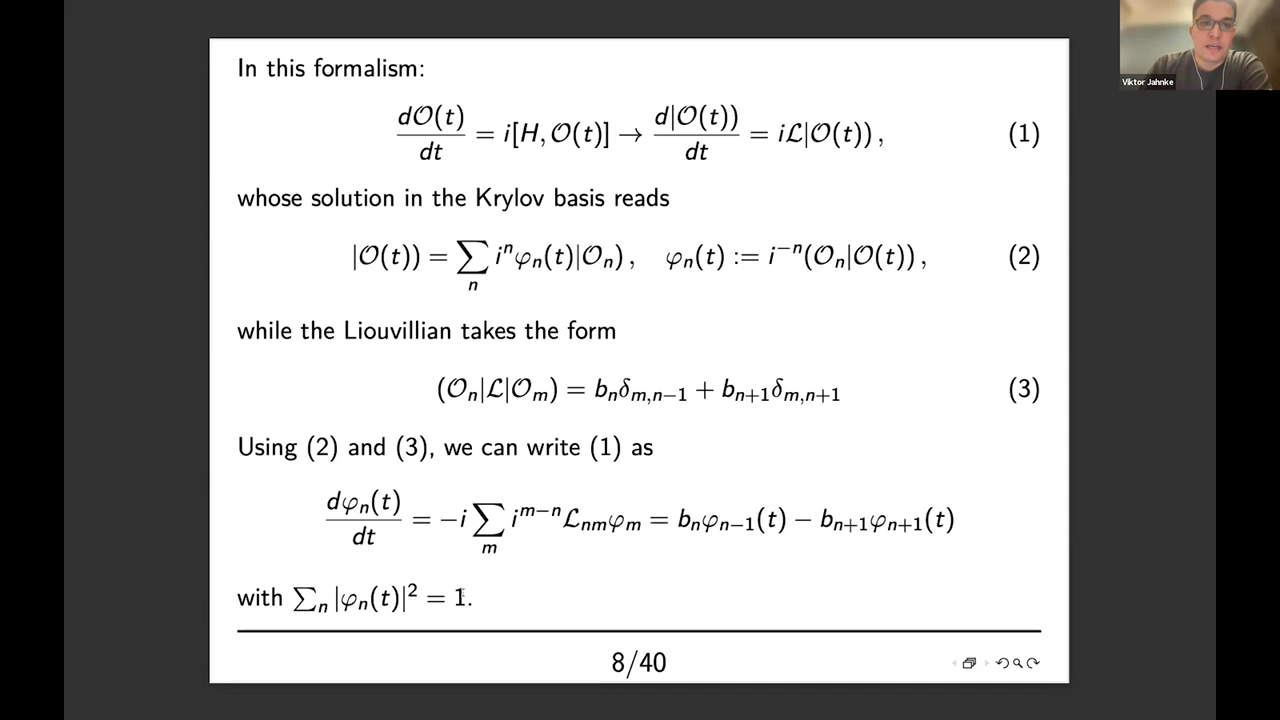 Viktor Jahnke
In this formalism:
d𝒪(t)/dt = i[H, 𝒪(t)] → d|𝒪(t))/dt = iℒ|𝒪(t)) , (1)
whose solution in the Krylov basis reads
|𝒪(t)) = ∑_n i^n φ_n(t)|𝒪_n) , φ_n(t) := i^{−n}(𝒪_n|𝒪(t)) , (2)
while the Liouvillian takes the form
(𝒪_n|ℒ|𝒪_m) = b_n δ_{m,n−1} + b_{n+1} δ_{m,n+1} (3)
Using (2) and (3), we can write (1) as
dφ_n(t)/dt = −i ∑_m i^{m−n} ℒ_{nm} φ_m = b_n φ_{n−1}(t) − b_{n+1} φ_{n+1}(t)
with ∑_n |φ_n(t)|^2 = 1.
8/40